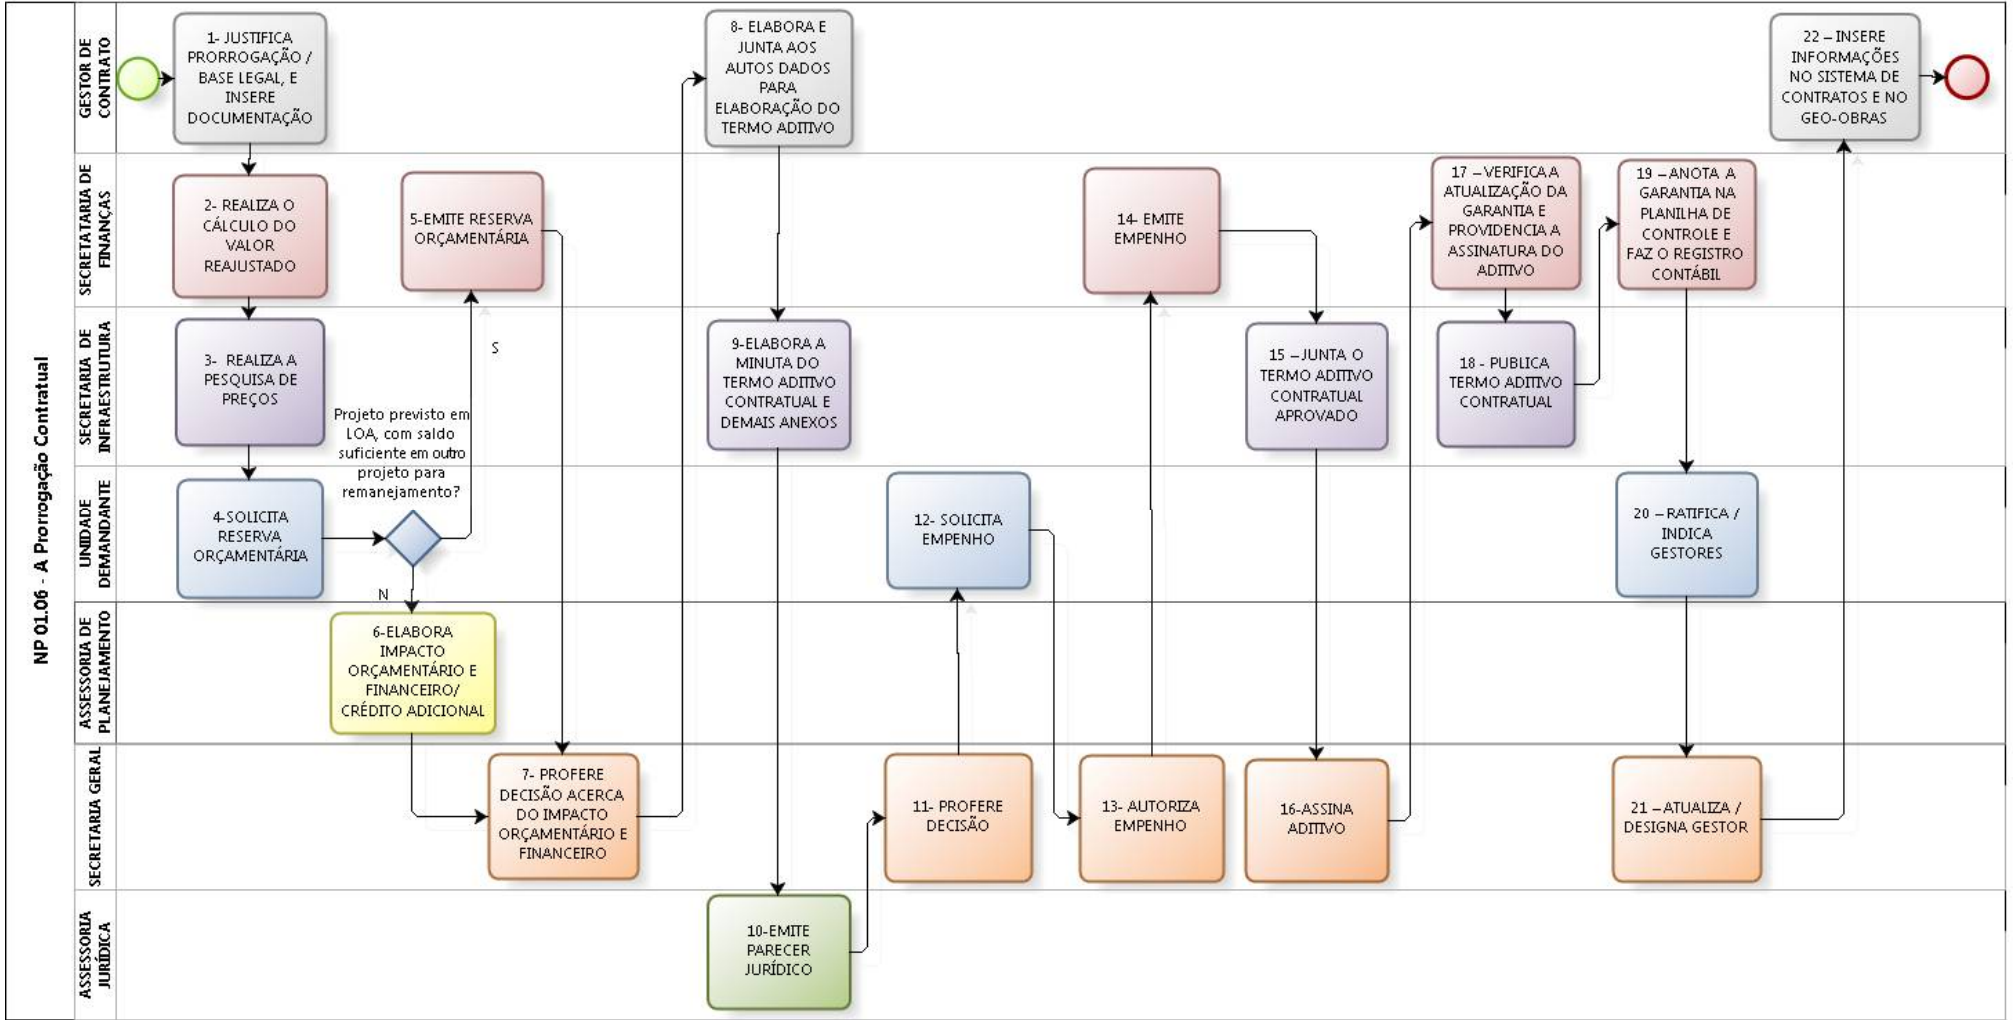 NP 01.06 - A Prorrogação Contratual
GESTOR DE
CONTRATO
1- JUSTIFICA
PRORROGAÇÃO /
BASE LEGAL, E
INSERE
DOCUMENTAÇÃO
8- ELABORA E
JUNTA AOS
AUTOS DADOS
PARA
ELABORAÇÃO DO
TERMO ADITIVO
22 – INSERE
INFORMAÇÕES
NO SISTEMA DE
CONTRATOS E NO
GEO-OBRAS
SECRETATARIA DE
FINANÇAS
2- REALIZA O
CÁLCULO DO
VALOR
REAJUSTADO
5-EMITE RESERVA
ORÇAMENTÁRIA
14- EMITE
EMPENHO
17 – VERIFICA A
ATUALIZAÇÃO DA
GARANTIA E
PROVIDENCIA A
ASSINATURA DO
ADITIVO
19 – ANOTA A
GARANTIA NA
PLANILHA DE
CONTROLE E
FAZ O REGISTRO
CONTÁBIL
SECRETARIA DE
INFRAESTRUTURA
3- REALIZA A
PESQUISA DE
PREÇOS
S
Projeto previsto em
LOA, com saldo
suficiente em outro
projeto para
remanejamento?
9-ELABORA A
MINUTA DO
TERMO ADITIVO
CONTRATUAL E
DEMAIS ANEXOS
15 – JUNTA O
TERMO ADITIVO
CONTRATUAL
APROVADO
18 - PUBLICA
TERMO ADITIVO
CONTRATUAL
UNIDADE
DEMANDANTE
4-SOLICITA
RESERVA
ORÇAMENTÁRIA
N
12- SOLICITA
EMPENHO
20 – RATIFICA /
INDICA
GESTORES
ASSESSORIA DE
PLANEJAMENTO
6-ELABORA
IMPACTO
ORÇAMENTÁRIO E
FINANCEIRO/
CRÉDITO ADICIONAL
SECRETARIA GERAL
7- PROFERE
DECISÃO ACERCA
DO IMPACTO
ORÇAMENTÁRIO E
FINANCEIRO
11- PROFERE
DECISÃO
13- AUTORIZA
EMPENHO
16-ASSINA
ADITIVO
21 – ATUALIZA /
DESIGNA GESTOR
ASSESSORIA
JURÍDICA
10-EMITE
PARECER
JURÍDICO